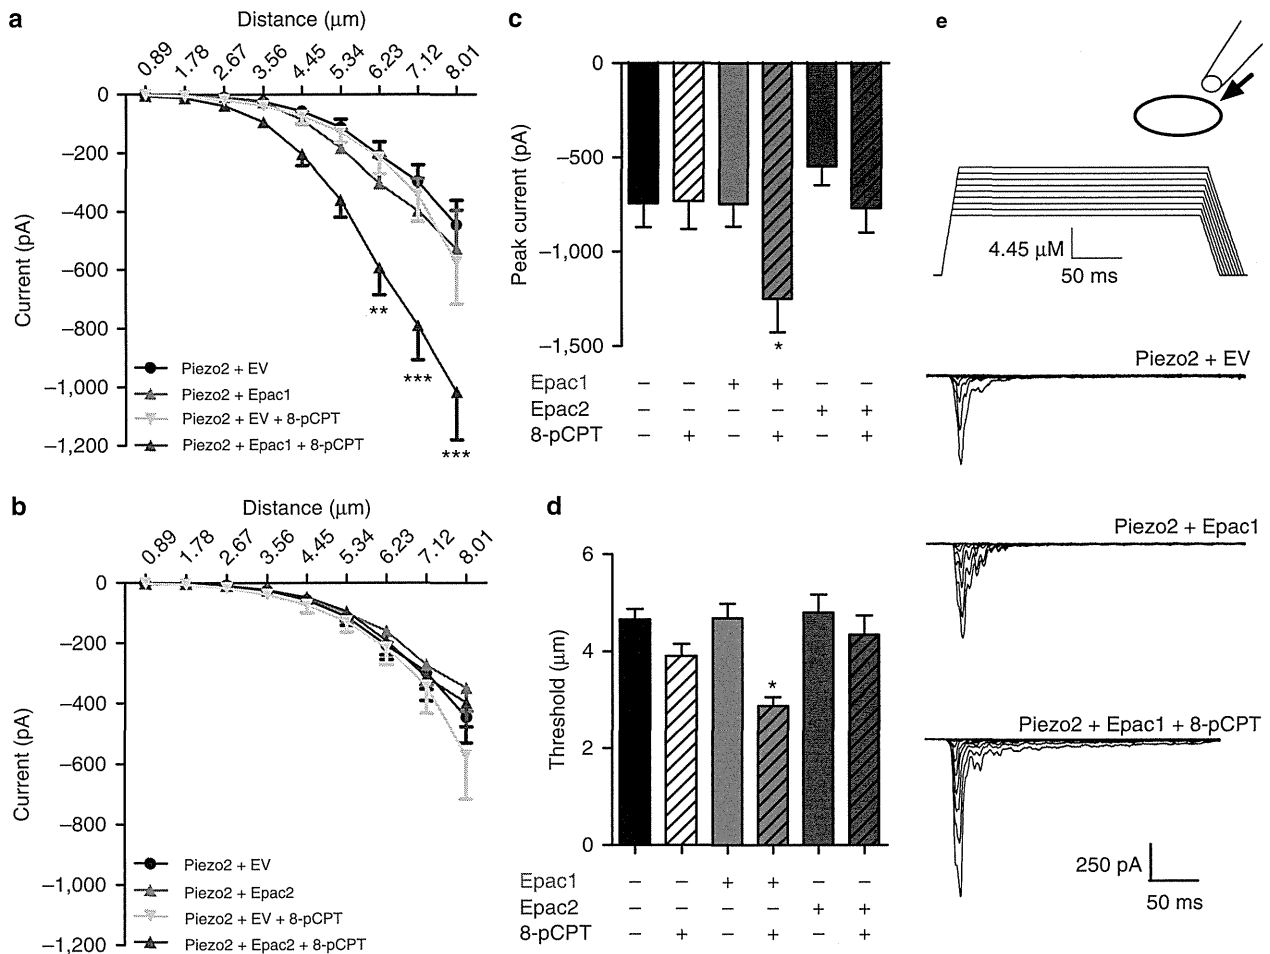 a
Distance (μm)
0.89 1.78 2.67 3.56 4.45 5.34 6.23 7.12 8.01
Current (pA)
0
–200
–400
–600
–800
–1,000
–1,200
**
***
***
Piezo2 + EV
Piezo2 + Epac1
Piezo2 + EV + 8-pCPT
Piezo2 + Epac1 + 8-pCPT
b
Distance (μm)
0.89 1.78 2.67 3.56 4.45 5.34 6.23 7.12 8.01
Current (pA)
0
–200
–400
–600
–800
–1,000
–1,200
Piezo2 + EV
Piezo2 + Epac2
Piezo2 + EV + 8-pCPT
Piezo2 + Epac2 + 8-pCPT
c
Peak current (pA)
0
–500
–1,000
–1,500
*
Epac1 – – + + – –
Epac2 – – – – + +
8-pCPT – + – + – +
d
Threshold (μm)
6
4
2
0
*
Epac1 – – + + – –
Epac2 – – – – + +
8-pCPT – + – + – +
e
4.45 μM
50 ms
Piezo2 + EV
Piezo2 + Epac1
Piezo2 + Epac1 + 8-pCPT
250 pA
50 ms